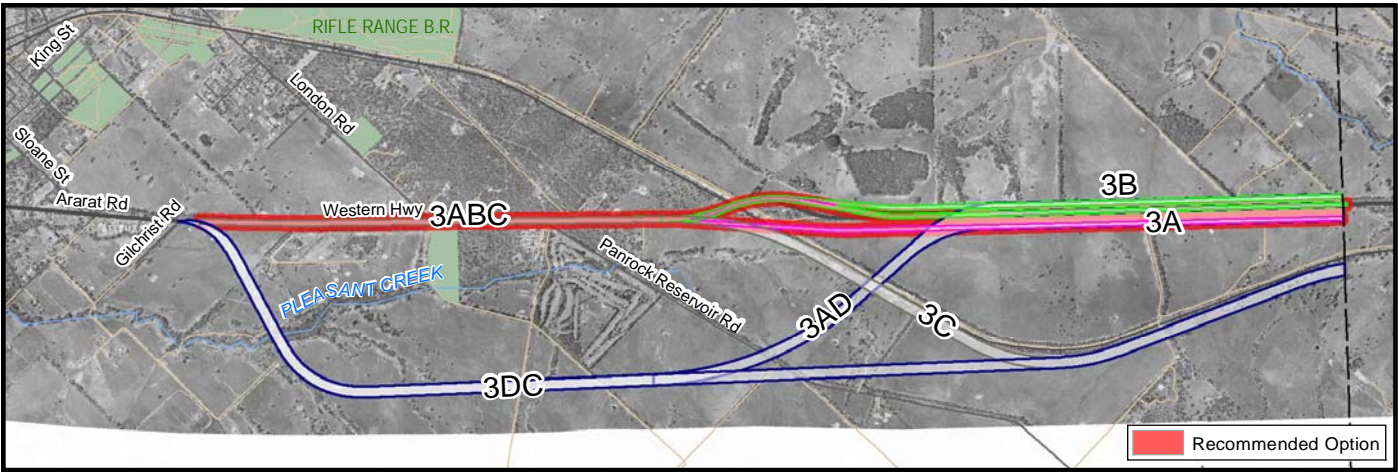 RIFLE RANGE B.R.
King St
London Rd
Sloane St
Ararat Rd
Gilchrist Rd
Western Hwy
3ABC
3B
3A
PLEASANT CREEK
Panrock Reservoir Rd
3AD
3C
3DC
Recommended Option